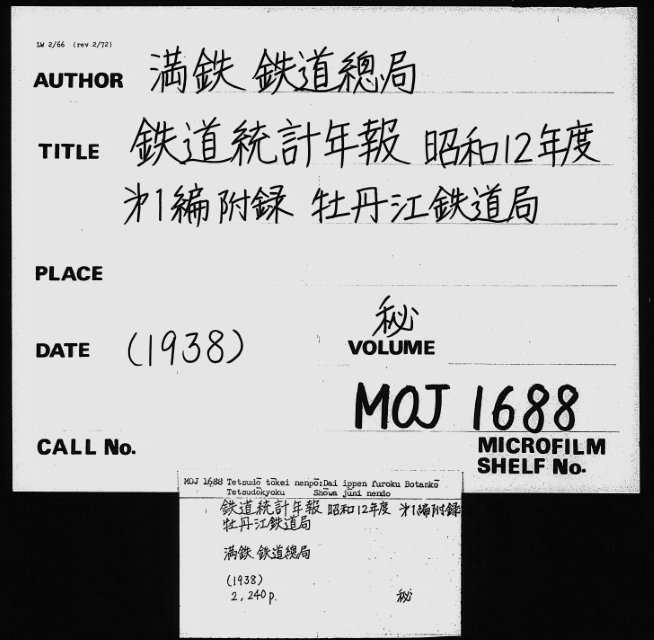 LW 2/66 (rev 2/72)
AUTHOR 満鉄 鉄道總局
TITLE 鉄道統計年報 昭和12年度
㐧1編附録 牡丹江鉄道局
PLACE
秘
DATE (1938) VOLUME
MOJ 1688
CALL No. MICROFILM
SHELF No.
MOJ 1688 Tetsudō tōkei nenpō:Dai ippen furoku Botankō
Tetsudōkyoku Shōwa jūni nendo
鉄道統計年報 昭和12年度 㐧1編附録
牡丹江鉄道局
満鉄 鉄道總局
(1938)
2,240p. 秘